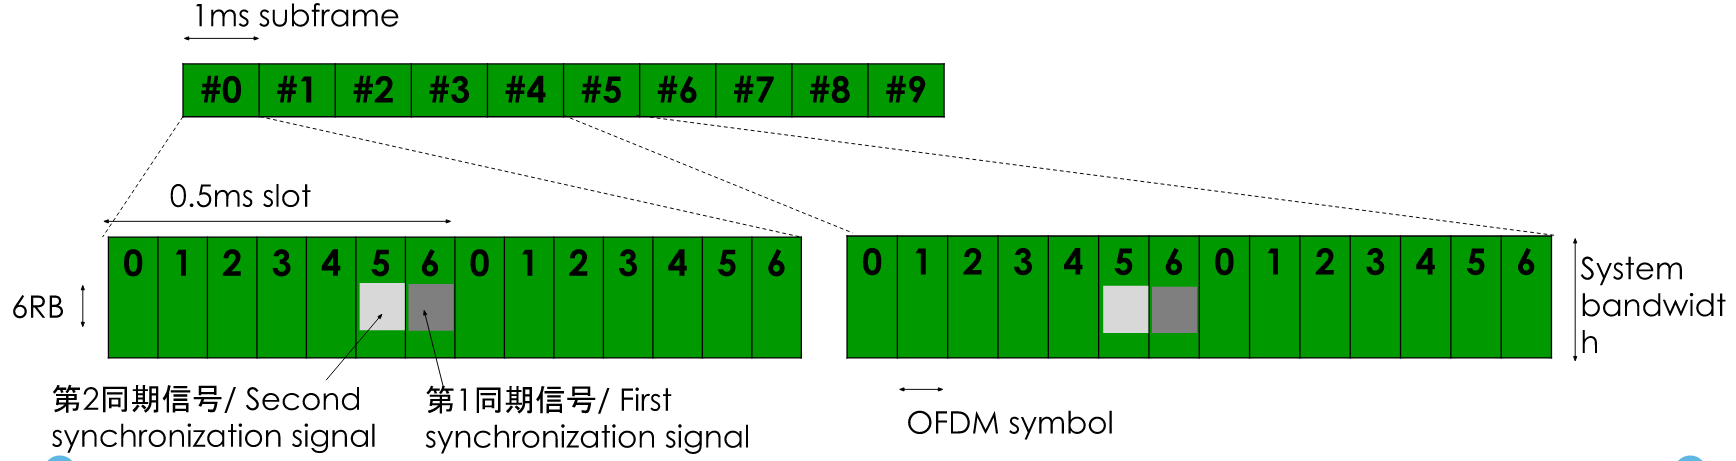 1ms subframe
#0 #1 #2 #3 #4 #5 #6 #7 #8 #9
0.5ms slot
0 1 2 3 4 5 6 0 1 2 3 4 5 6
0 1 2 3 4 5 6 0 1 2 3 4 5 6
6RB
System
bandwidt
h
第2同期信号/ Second
synchronization signal
第1同期信号/ First
synchronization signal
OFDM symbol